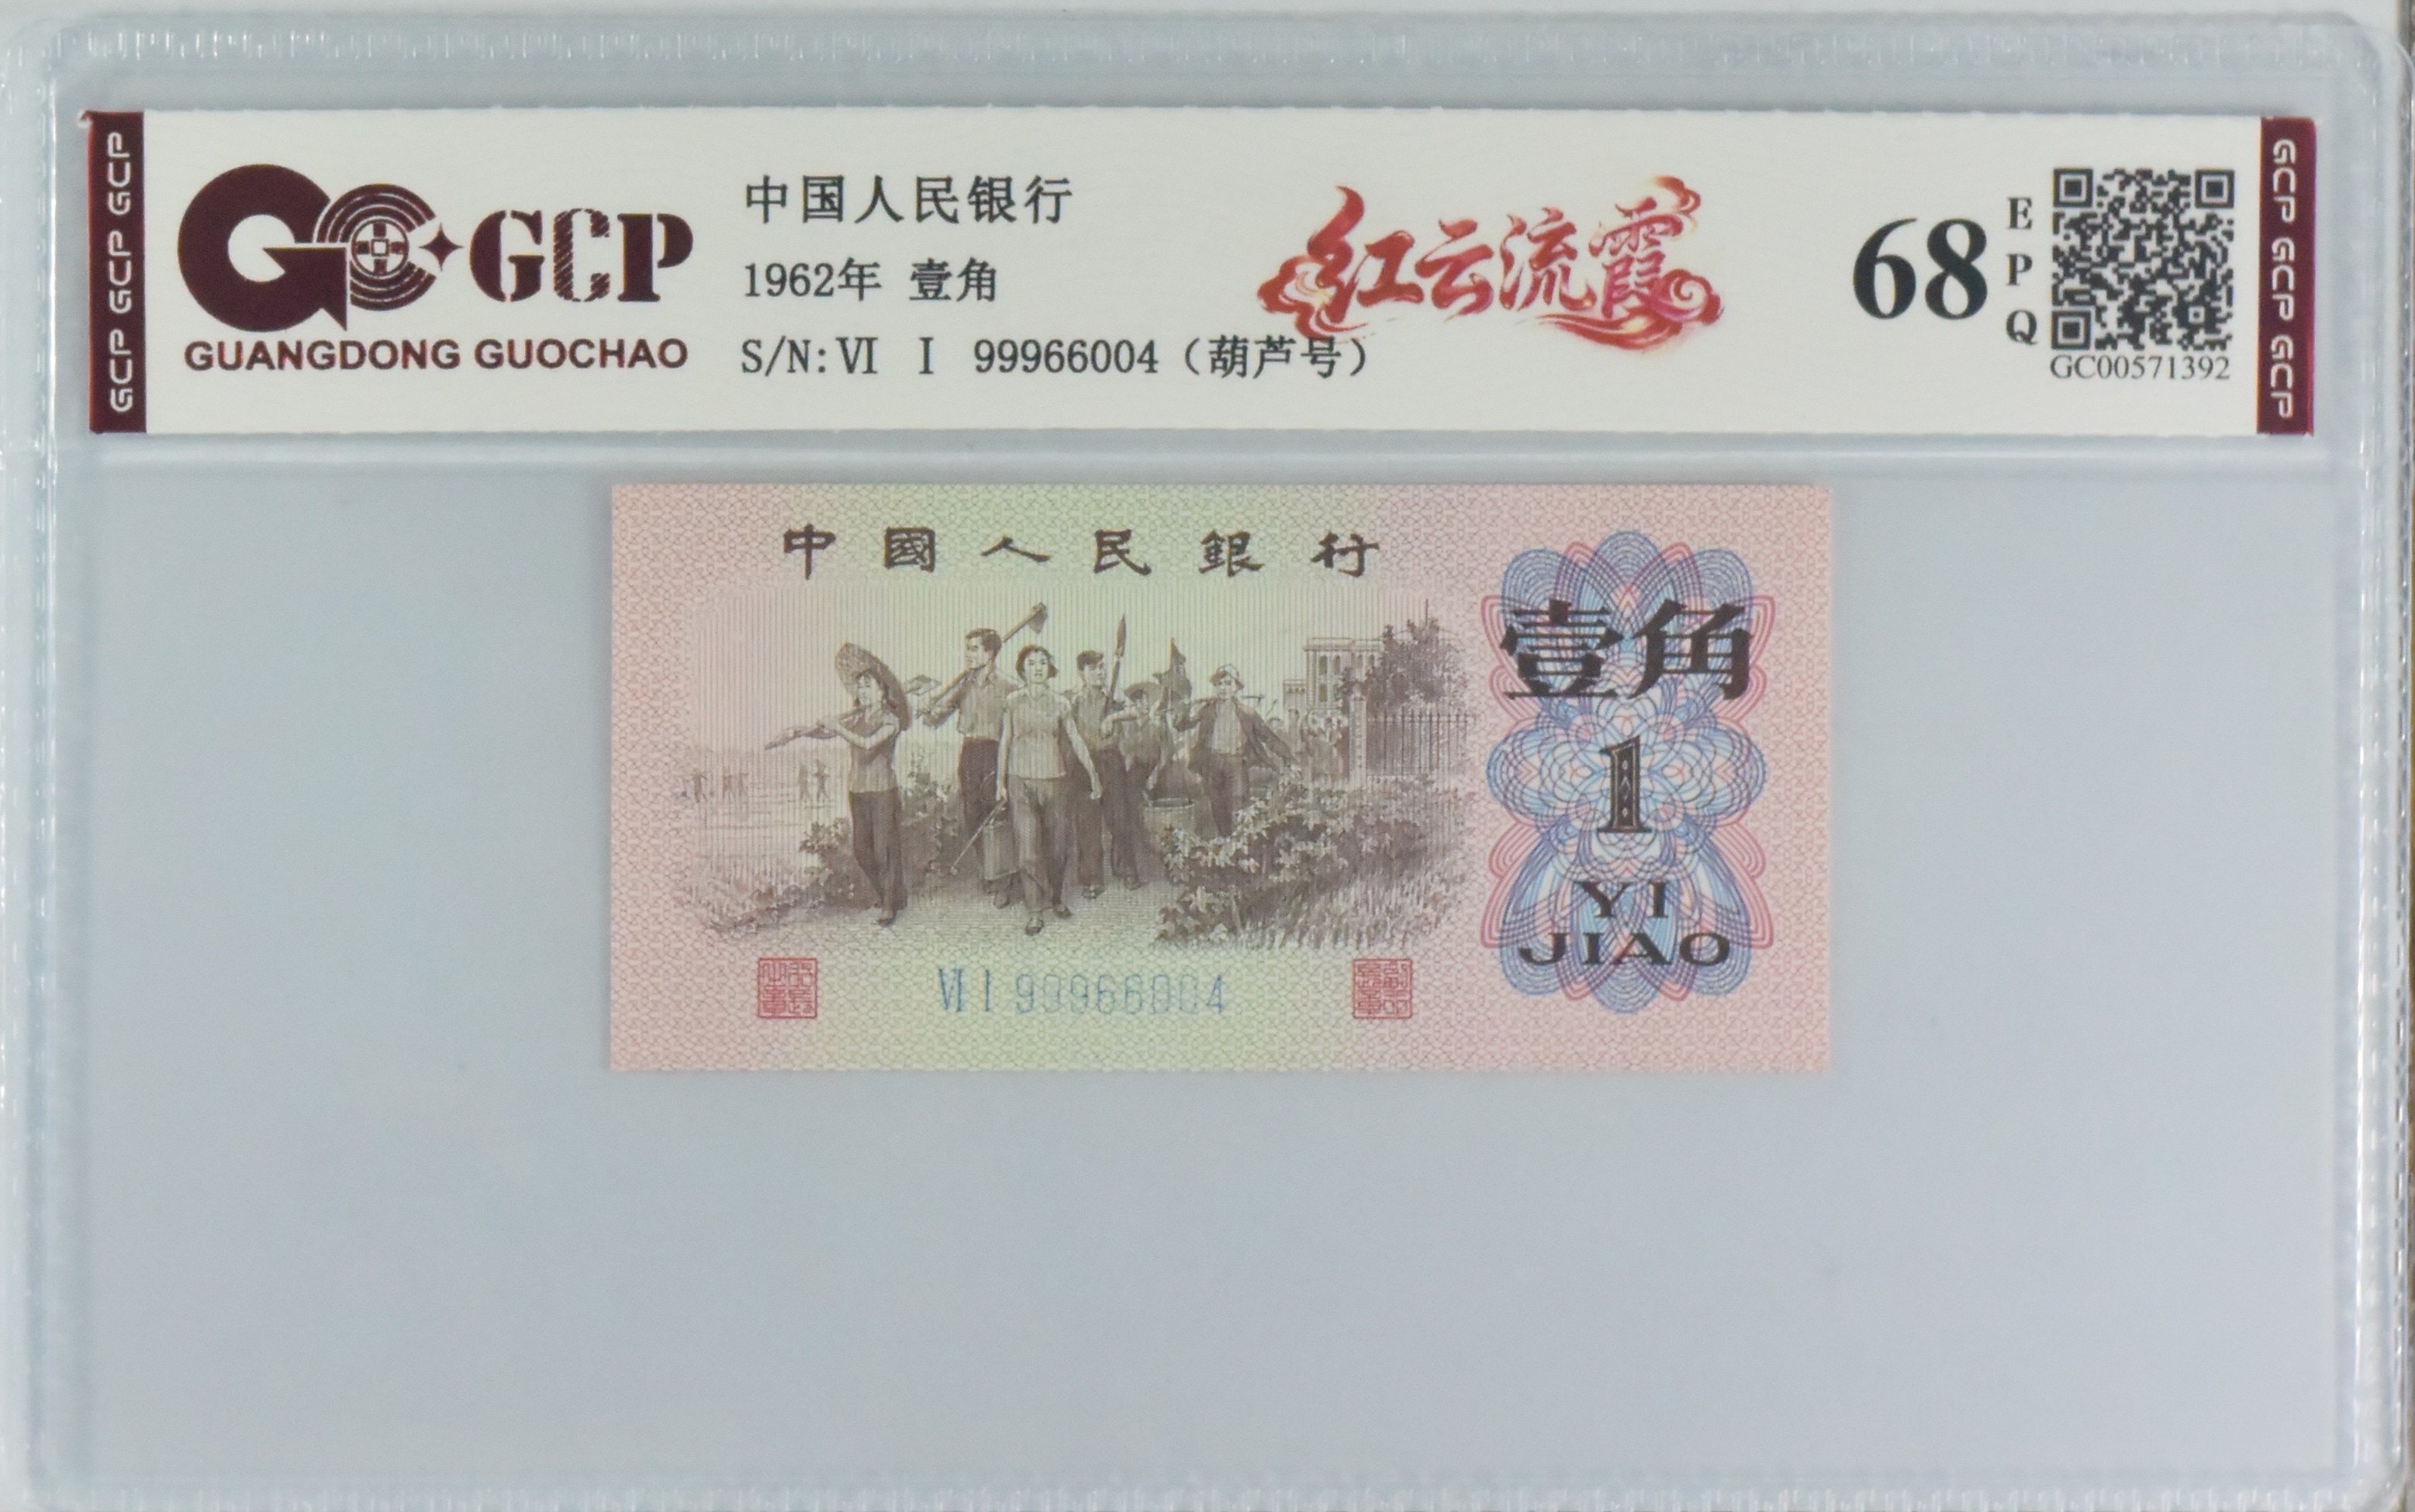 GCP GCP GCP
GCP
GUANGDONG GUOCHAO
中国人民银行
1962年 壹角
S/N:Ⅵ Ⅰ 99966004（葫芦号）
红云流霞
68
E
P
Q
GC00571392
GCP GCP GCP
中國人民銀行
壹角
1
YI
JIAO
Ⅵ Ⅰ 99966004